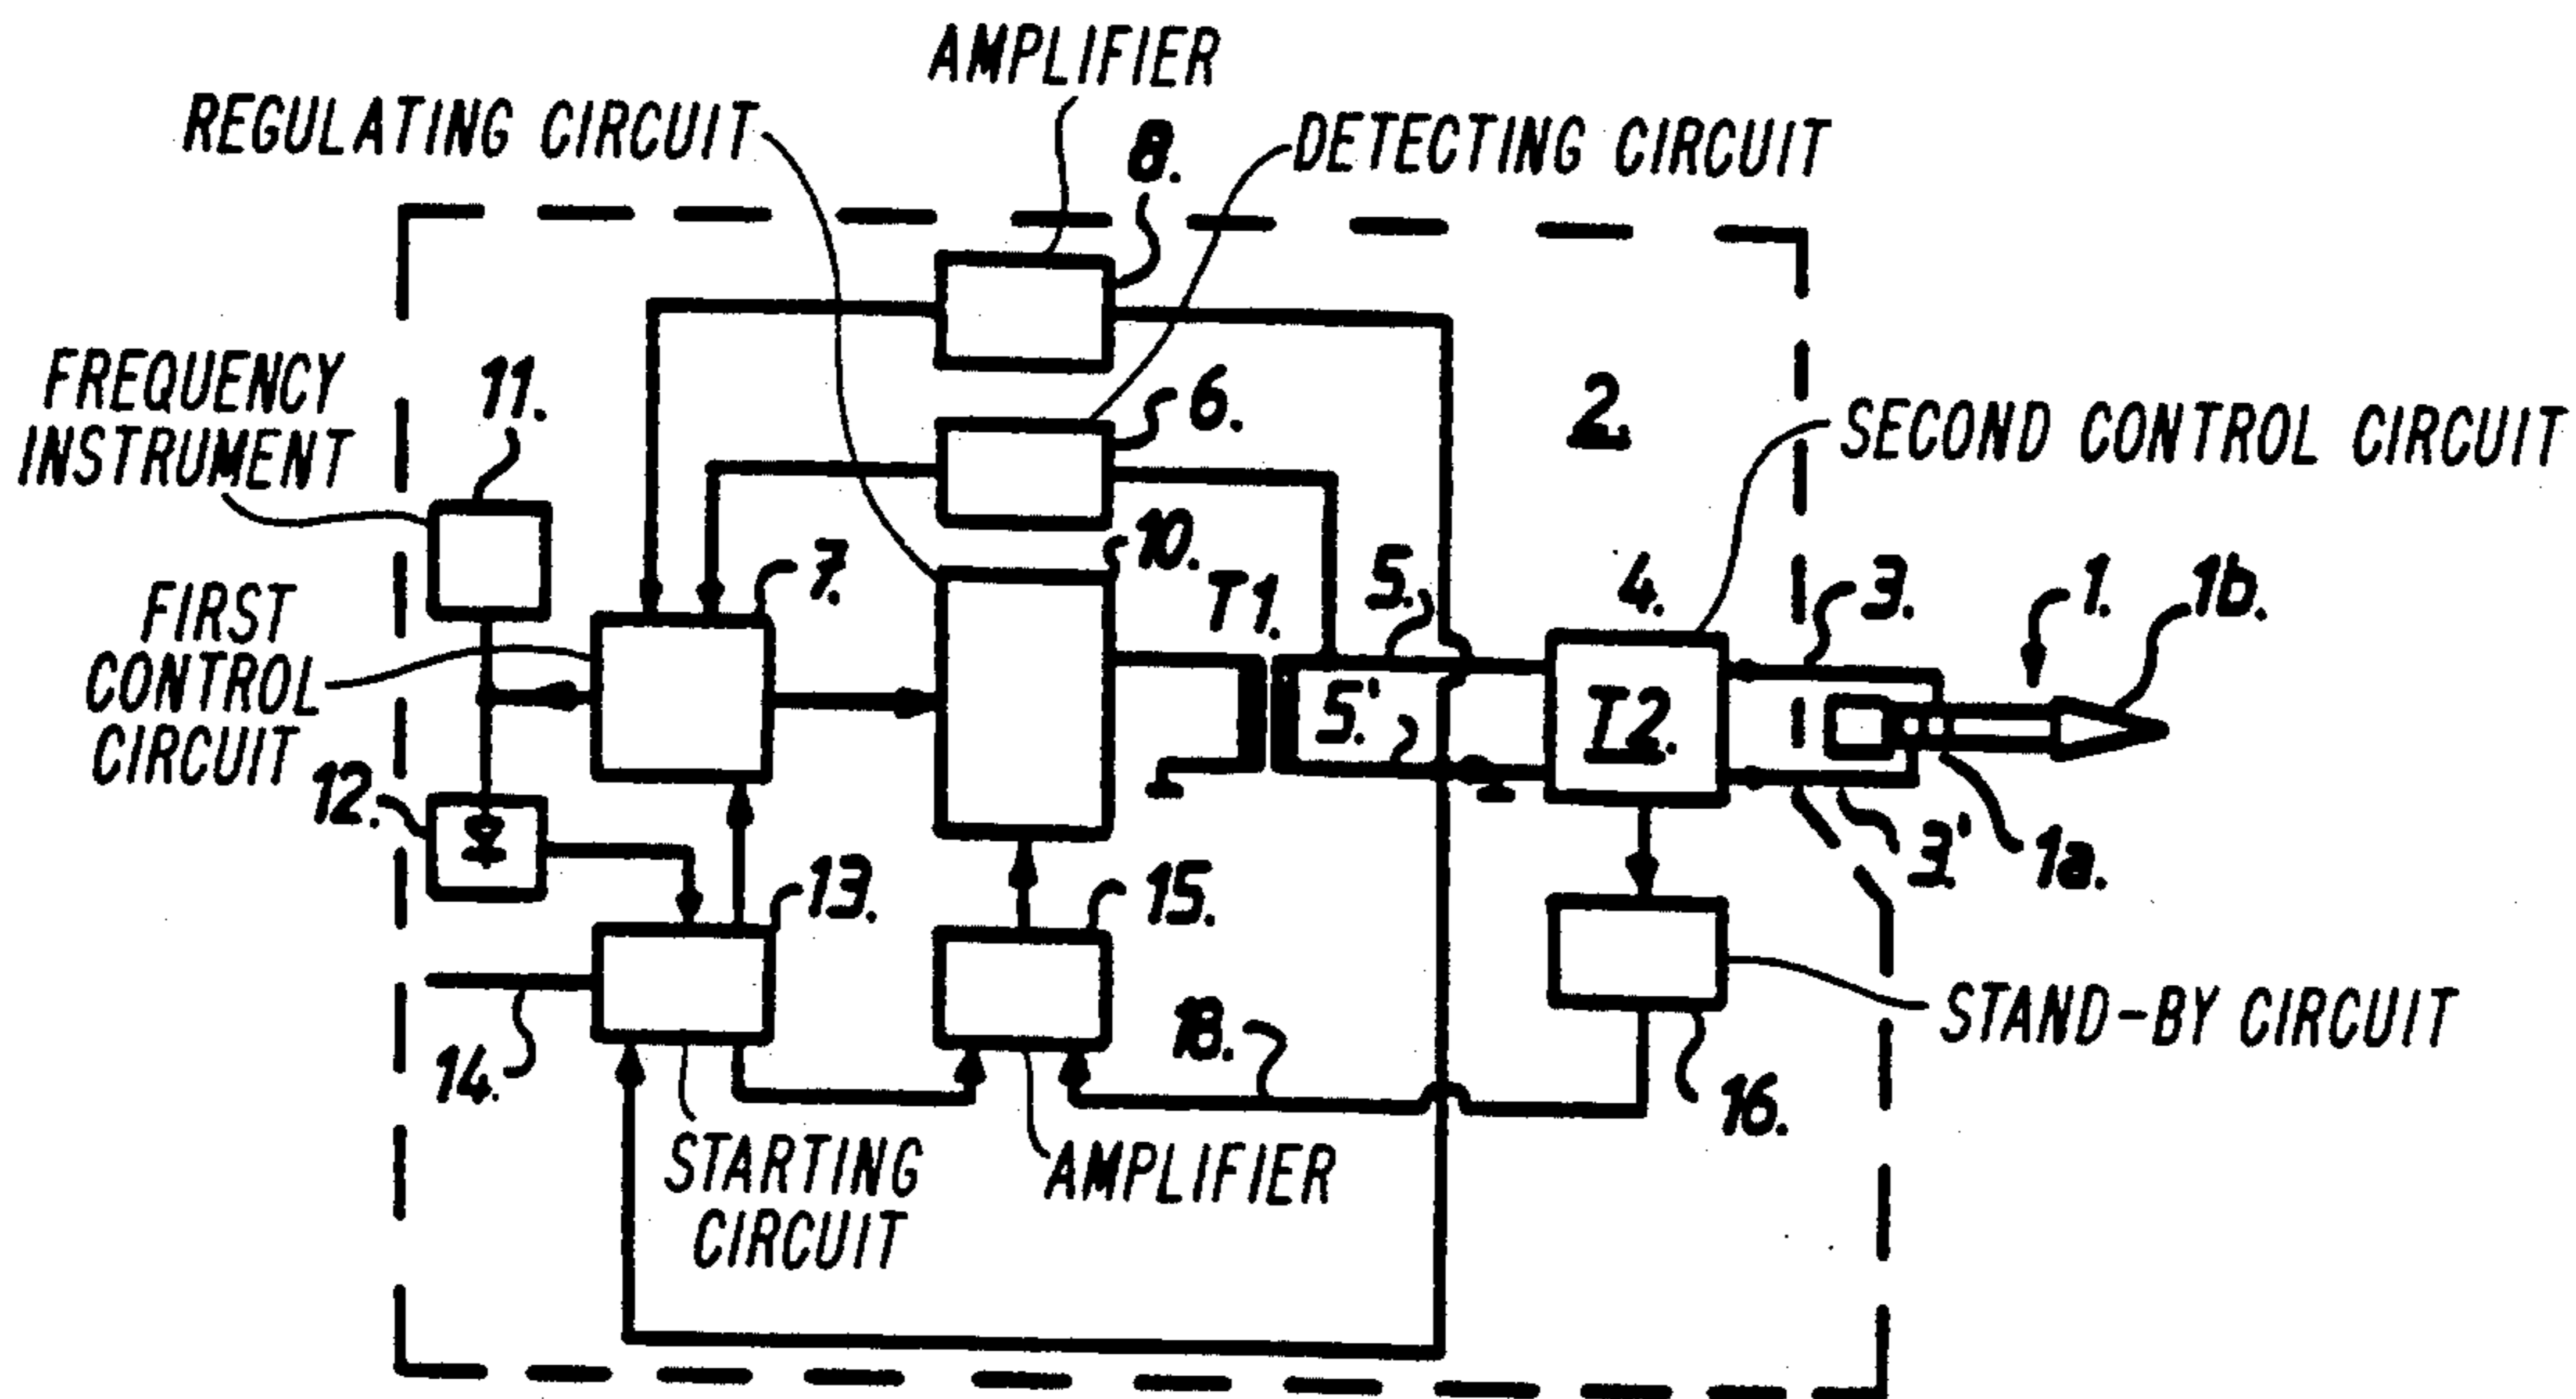 AMPLIFIER
REGULATING CIRCUIT
8.
DETECTING CIRCUIT
FREQUENCY
INSTRUMENT
11.
6.
2.
SECOND CONTROL CIRCUIT
10.
FIRST
CONTROL
CIRCUIT
7.
T1.
5.
4.
3.
1.
1b.
5'.
T2.
12.
3'.
1a.
13.
15.
14.
18.
STAND-BY CIRCUIT
16.
STARTING
CIRCUIT
AMPLIFIER